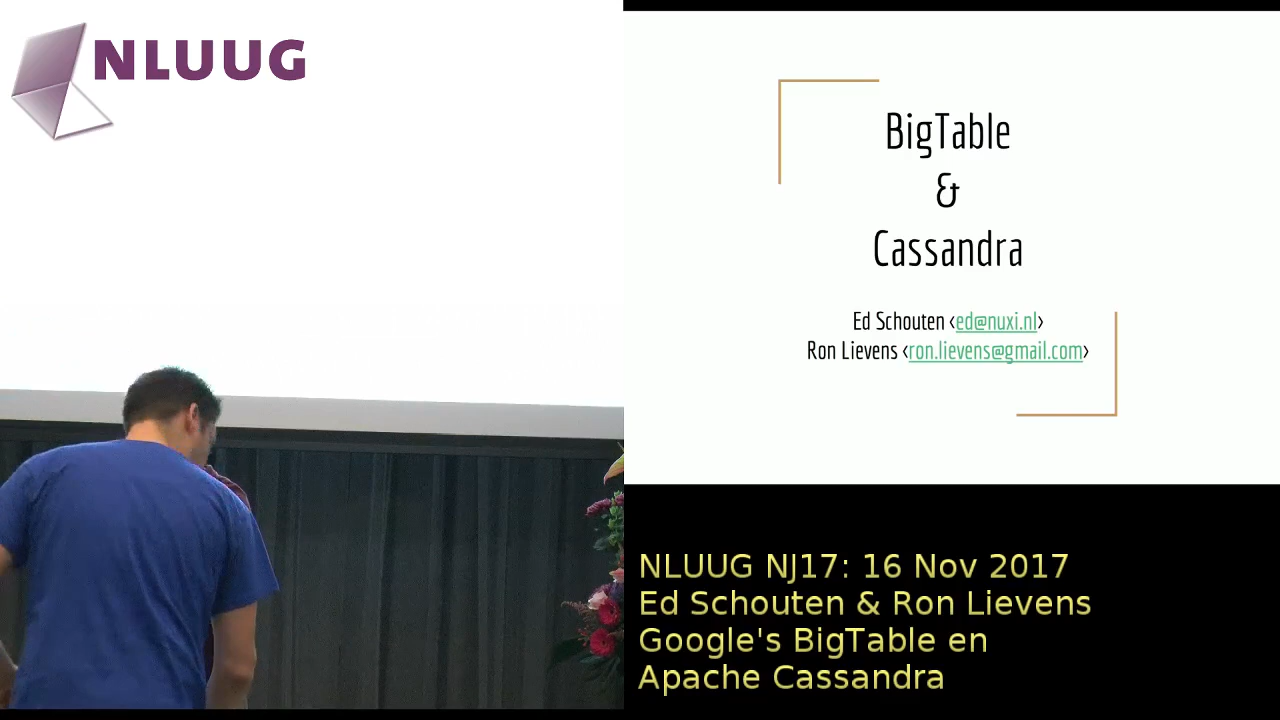 NLUUG
BigTable
&
Cassandra
Ed Schouten <ed@nuxi.nl>
Ron Lievens <ron.lievens@gmail.com>
NLUUG NJ17: 16 Nov 2017
Ed Schouten & Ron Lievens
Google's BigTable en
Apache Cassandra